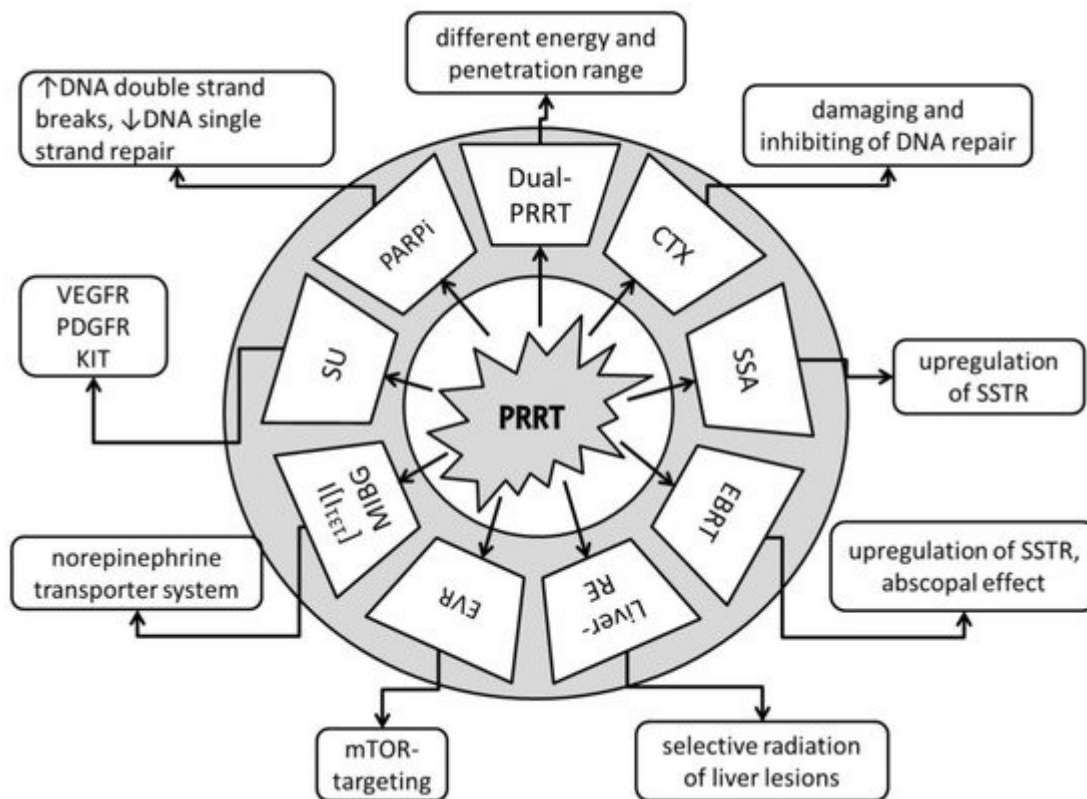 different energy and
penetration range
↑DNA double strand
breaks, ↓DNA single
strand repair
damaging and
inhibiting of DNA repair
Dual-
PRRT
PARPi
CTX
VEGFR
PDGFR
KIT
SU
SSA
upregulation
of SSTR
PRRT
[¹³¹I]I
MIBG
EBRT
norepinephrine
transporter system
upregulation of SSTR,
abscopal effect
EVR
Liver-
RE
mTOR-
targeting
selective radiation
of liver lesions